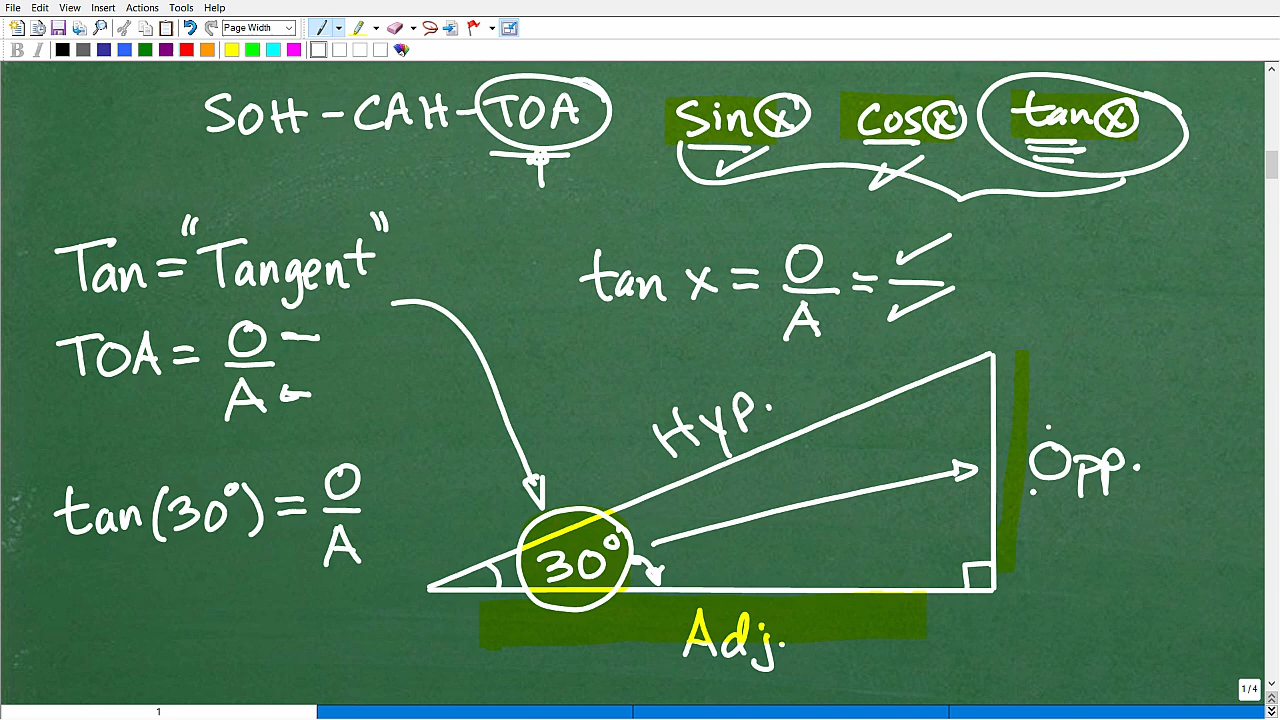 File Edit View Insert Actions Tools Help
Page Width
B I
SOH - CAH - TOA sin x cos x tan x
Tan = "Tangent"
tan x = O/A =
TOA = O/A
Hyp.
Opp.
tan(30°) = O/A
30°
Adj.
1/4
1